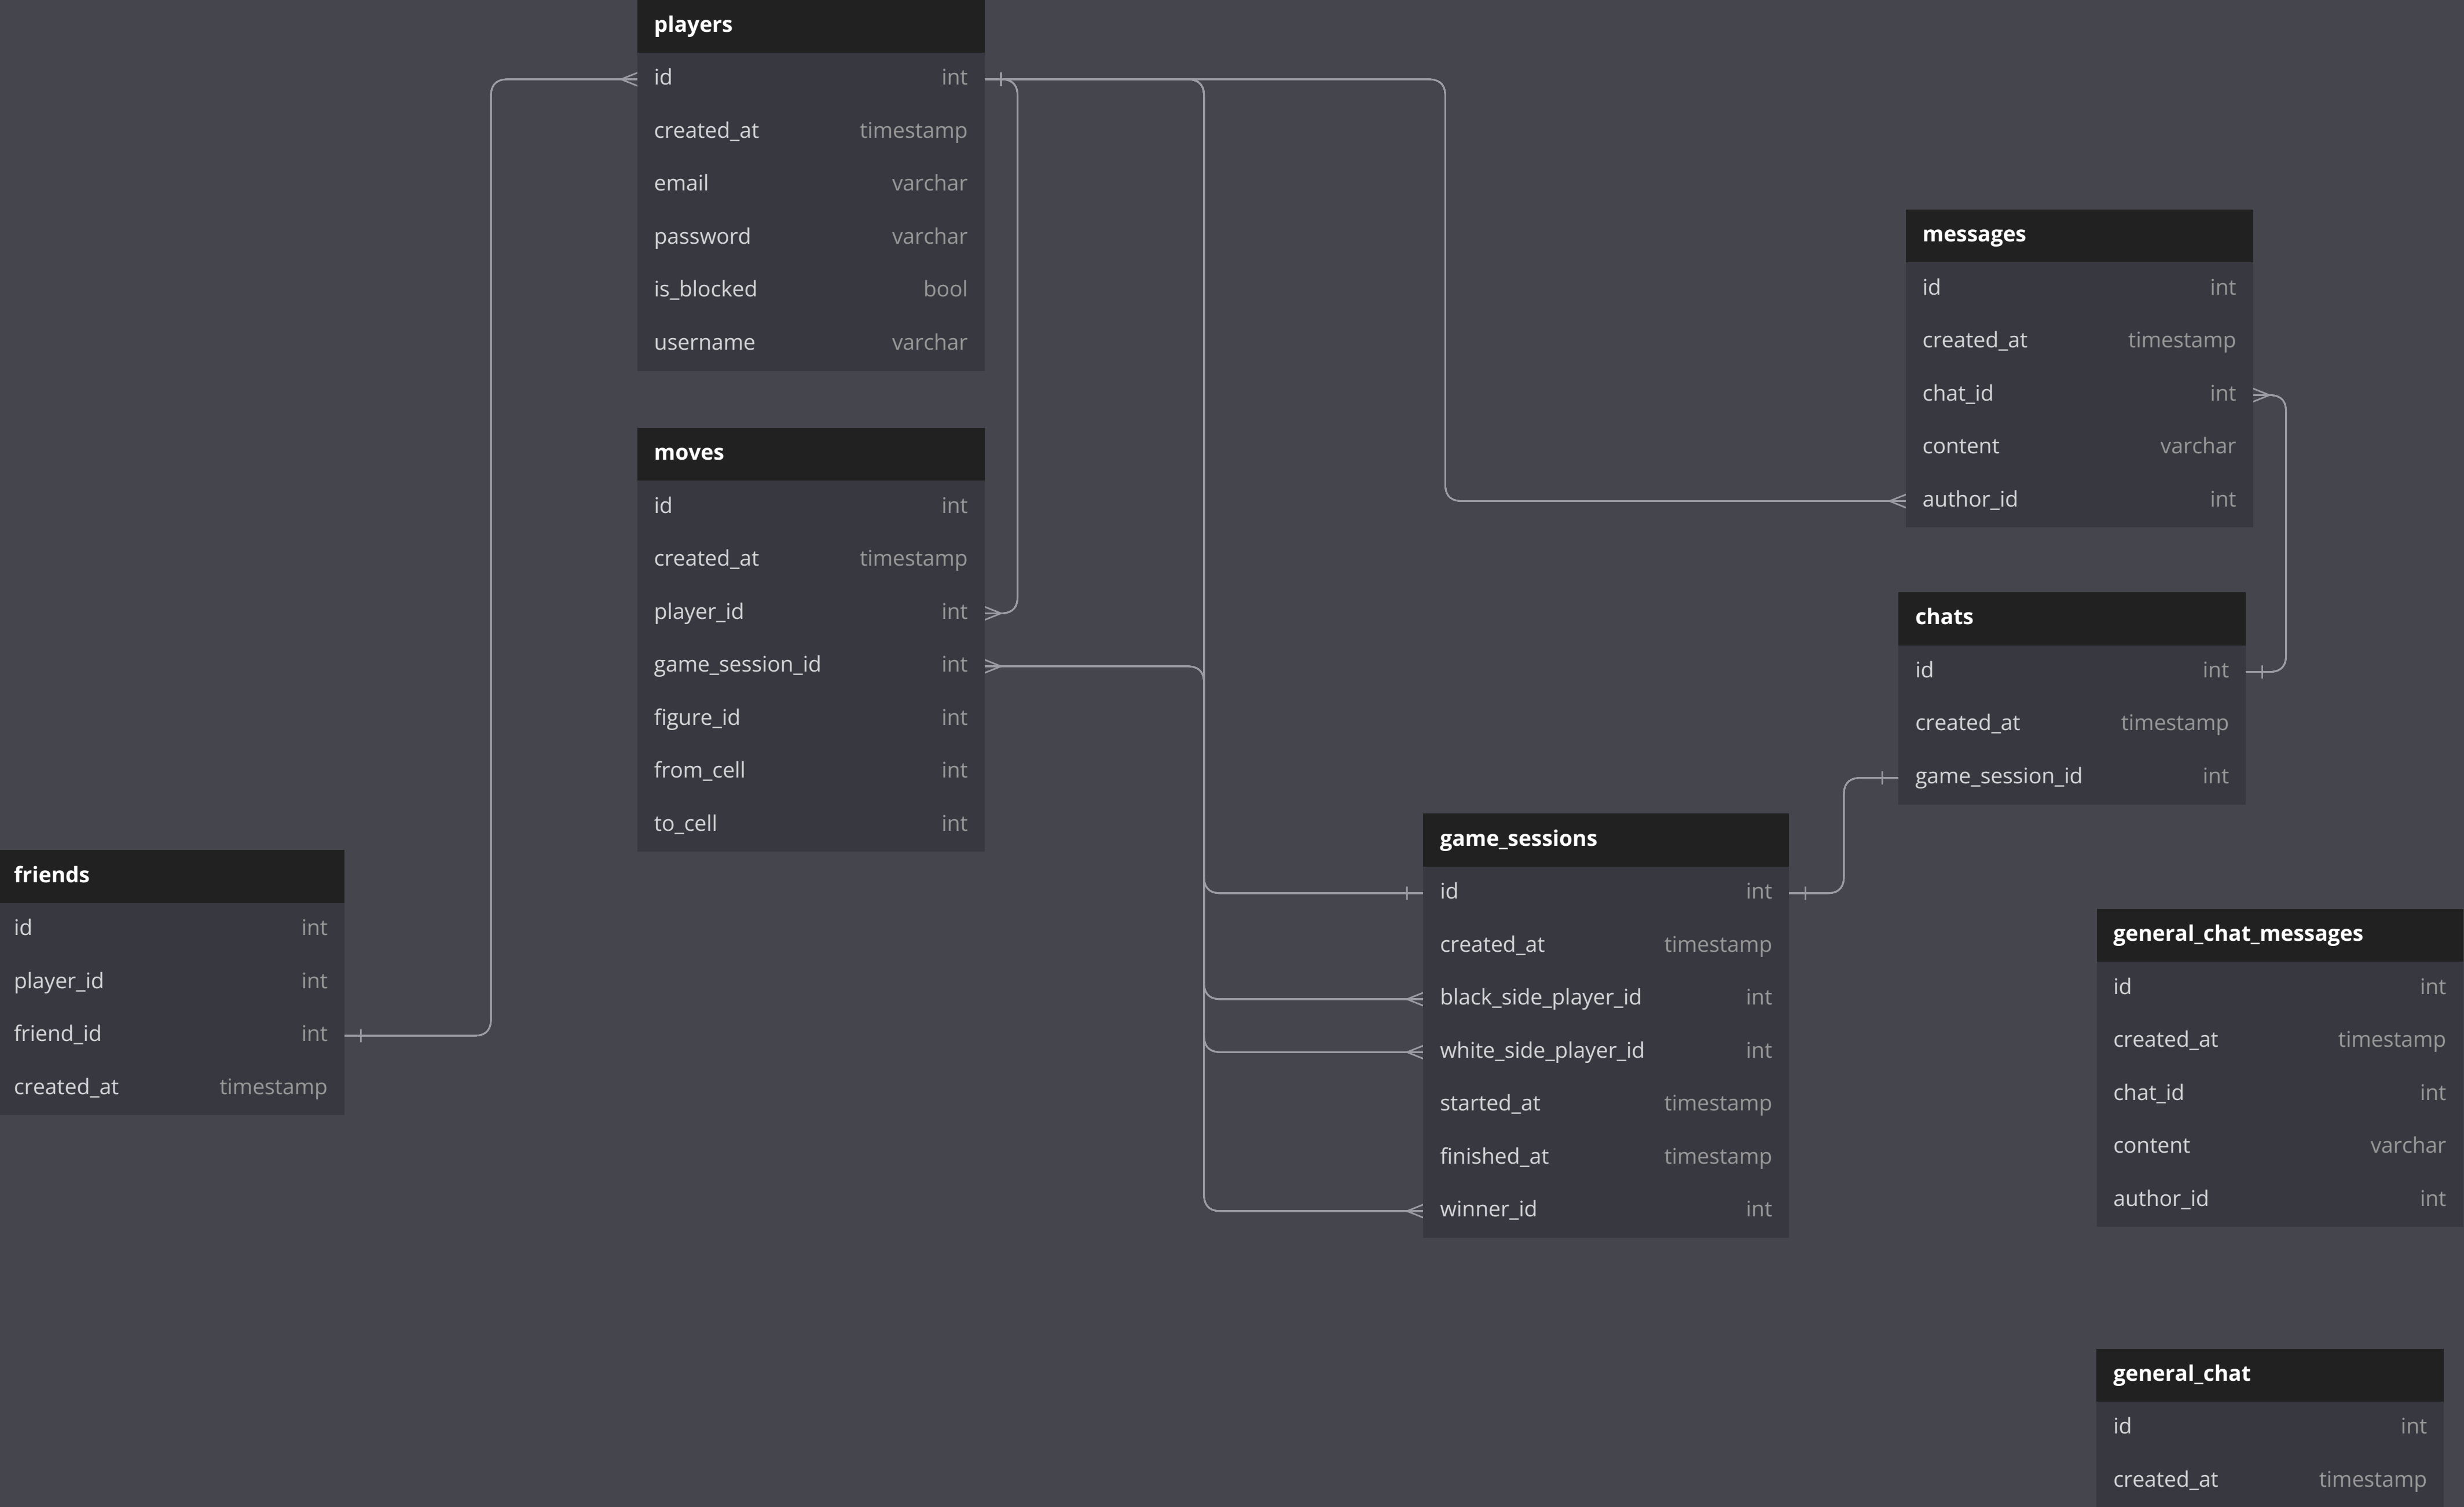 players
id int
created_at timestamp
email varchar
password varchar
is_blocked bool
username varchar
moves
id int
created_at timestamp
player_id int
game_session_id int
figure_id int
from_cell int
to_cell int
friends
id int
player_id int
friend_id int
created_at timestamp
messages
id int
created_at timestamp
chat_id int
content varchar
author_id int
chats
id int
created_at timestamp
game_session_id int
game_sessions
id int
created_at timestamp
black_side_player_id int
white_side_player_id int
started_at timestamp
finished_at timestamp
winner_id int
general_chat_messages
id int
created_at timestamp
chat_id int
content varchar
author_id int
general_chat
id int
created_at timestamp